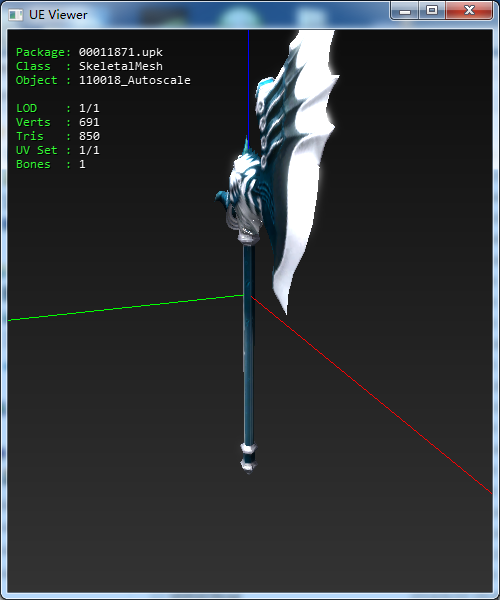 UE Viewer
Package: 00011871.upk
Class : SkeletalMesh
Object : 110018_Autoscale
LOD : 1/1
Verts : 691
Tris : 850
UV Set : 1/1
Bones : 1